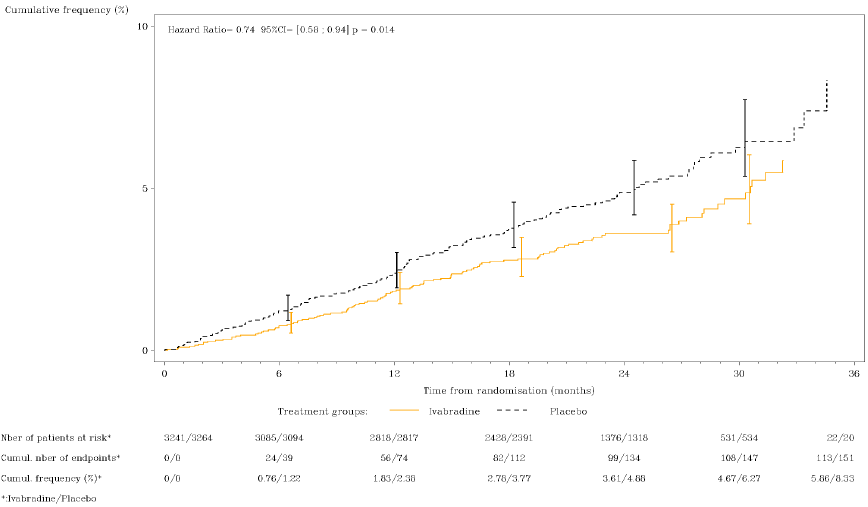 Cumulative frequency (%)
10
Hazard Ratio= 0.74 95%CI= [0.58 ; 0.94] p = 0.014
5
0
0 6 12 18 24 30 36
Time from randomisation (months)
Treatment groups: Ivabradine Placebo
Nber of patients at risk* 3241/3264 3085/3094 2818/2817 2428/2391 1376/1318 531/534 22/20
Cumul. nber of endpoints* 0/0 24/39 56/74 82/112 99/134 108/147 113/151
Cumul. frequency (%)* 0/0 0.76/1.22 1.83/2.38 2.78/3.77 3.61/4.88 4.67/6.27 5.86/8.33
*:Ivabradine/Placebo